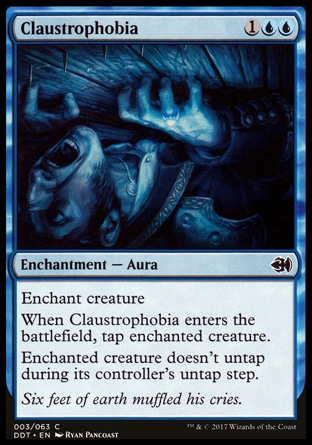 Claustrophobia 1
Enchantment — Aura
Enchant creature
When Claustrophobia enters the
battlefield, tap enchanted creature.
Enchanted creature doesn't untap
during its controller's untap step.
Six feet of earth muffled his cries.
003/063 C
DDT • EN Ryan Pancoast
™ & © 2017 Wizards of the Coast